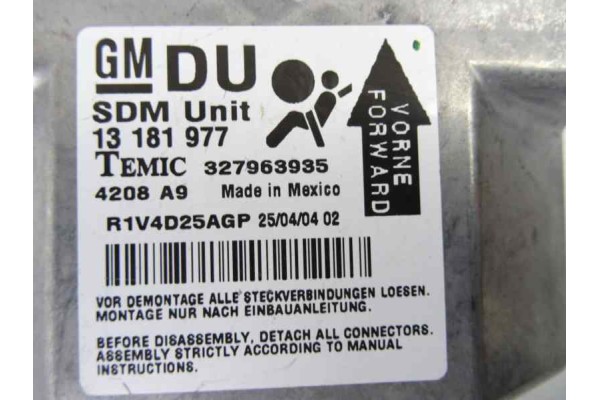 GM DU
SDM Unit
13 181 977
TEMIC 327963935
4208 A9 Made in Mexico
R1V4D25AGP 25/04/04 02
VORNE
FORWARD
VOR DEMONTAGE ALLE STECKVERBINDUNGEN LOESEN.
MONTAGE NUR NACH EINBAUANLEITUNG.
BEFORE DISASSEMBLY, DETACH ALL CONNECTORS.
ASSEMBLY STRICTLY ACCORDING TO MANUAL
INSTRUCTIONS.